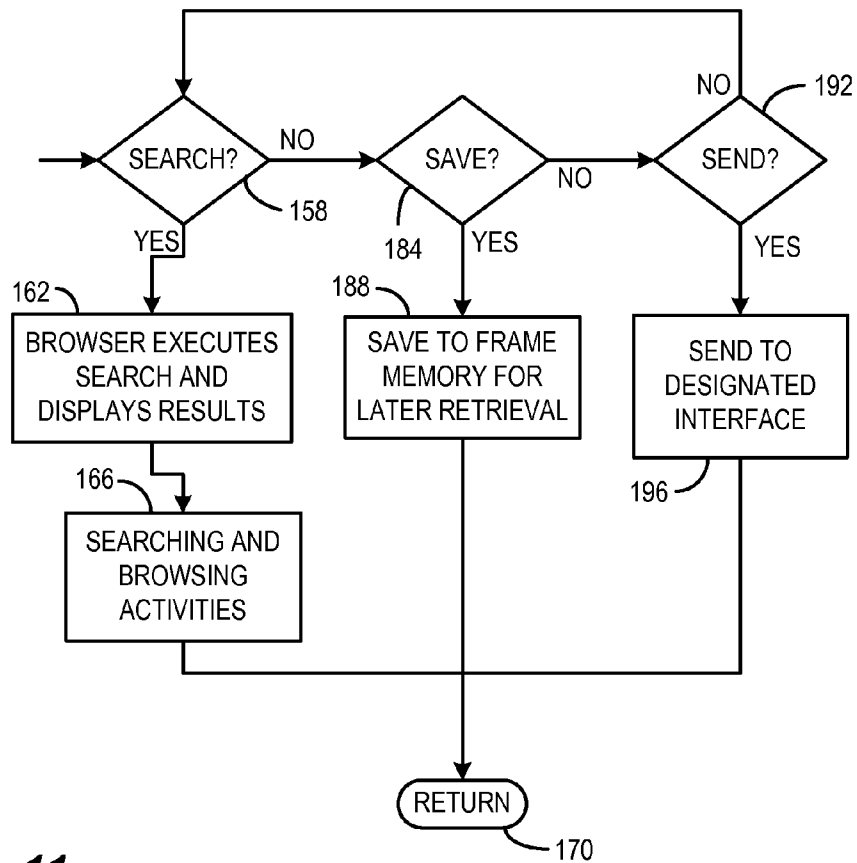 NO
192
SEARCH?
NO
SAVE?
NO
SEND?
158
184
YES
YES
YES
162
BROWSER EXECUTES
SEARCH AND
DISPLAYS RESULTS
188
SAVE TO FRAME
MEMORY FOR
LATER RETRIEVAL
SEND TO
DESIGNATED
INTERFACE
196
166
SEARCHING AND
BROWSING
ACTIVITIES
RETURN
170